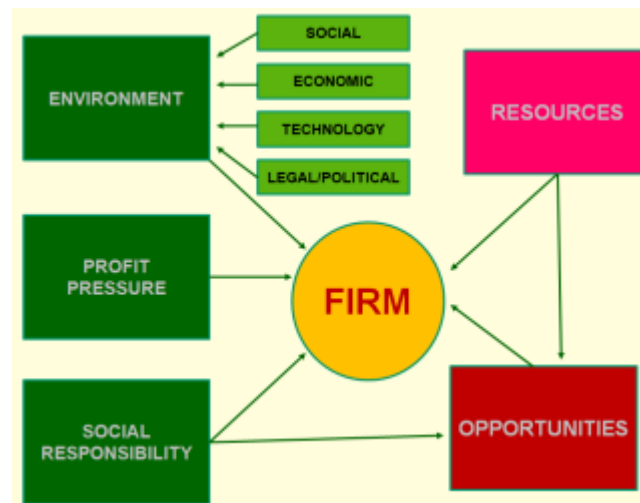 SOCIAL
ECONOMIC
TECHNOLOGY
LEGAL/POLITICAL
ENVIRONMENT
RESOURCES
PROFIT
PRESSURE
FIRM
SOCIAL
RESPONSIBILITY
OPPORTUNITIES